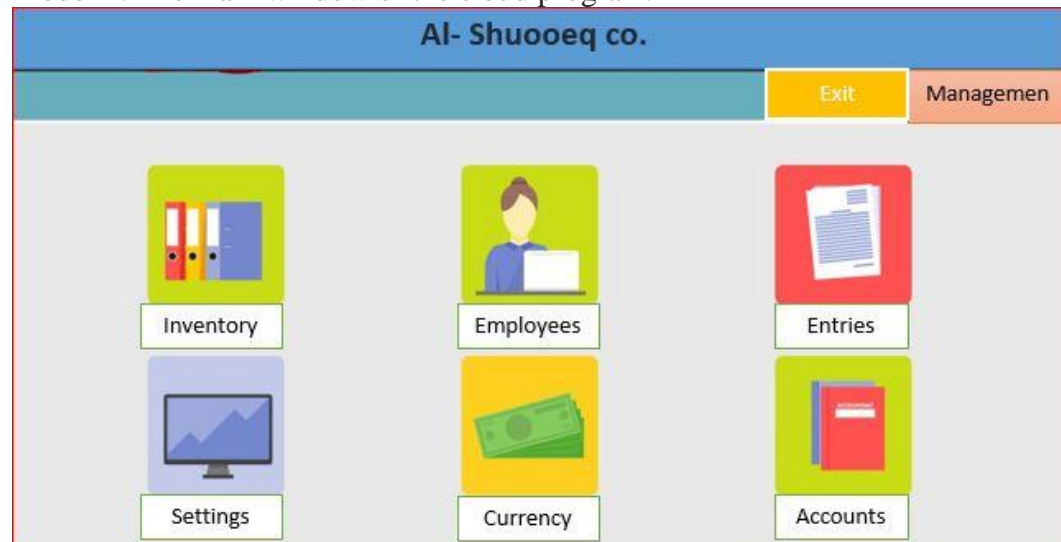 Al- Shuooeq co.
Exit
Managemen
Inventory
Employees
Entries
Settings
Currency
Accounts